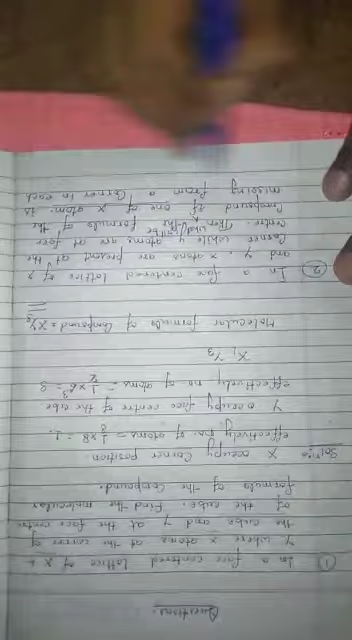 Questions:-
① In a face centered lattice of X &
Y where X atoms at the corner of
the cube and Y at the face centre
of the cube. Find the molecular
formula of the compound.
Solution X occupy corner position
effectively no. of atoms = 1/8 x 8 = 1.
Y occupy face centre of the cube
effectively no of atoms = 1/2 x 6 = 3
X1 Y3
Molecular formula of compound = XY3
② In a face centered lattice of X
and Y, X atoms are present at the
corner while Y atoms are at face
centre. Then what will be the formula of the
compound if one of X atom is
missing from a corner in each